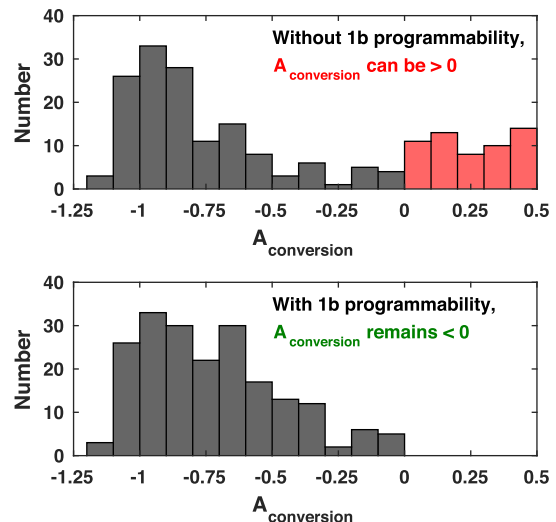 40
30
20
10
0
Number
Without 1b programmability,
A conversion can be > 0
-1.25 -1 -0.75 -0.5 -0.25 0 0.25 0.5
A conversion
40
30
20
10
0
Number
With 1b programmability,
A conversion remains < 0
-1.25 -1 -0.75 -0.5 -0.25 0 0.25 0.5
A conversion